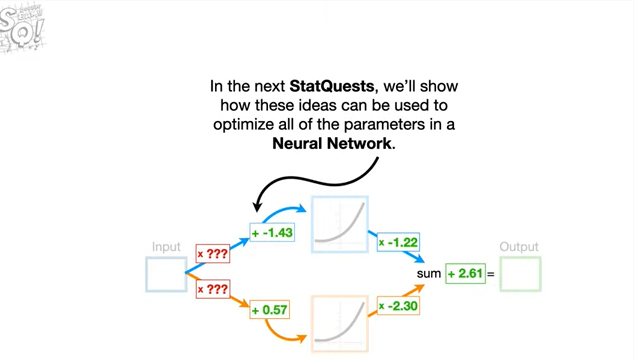 SQ!
In the next StatQuests, we'll show
how these ideas can be used to
optimize all of the parameters in a
Neural Network.
Input
x ???
+ -1.43
x -1.22
sum + 2.61 =
Output
x ???
+ 0.57
x -2.30